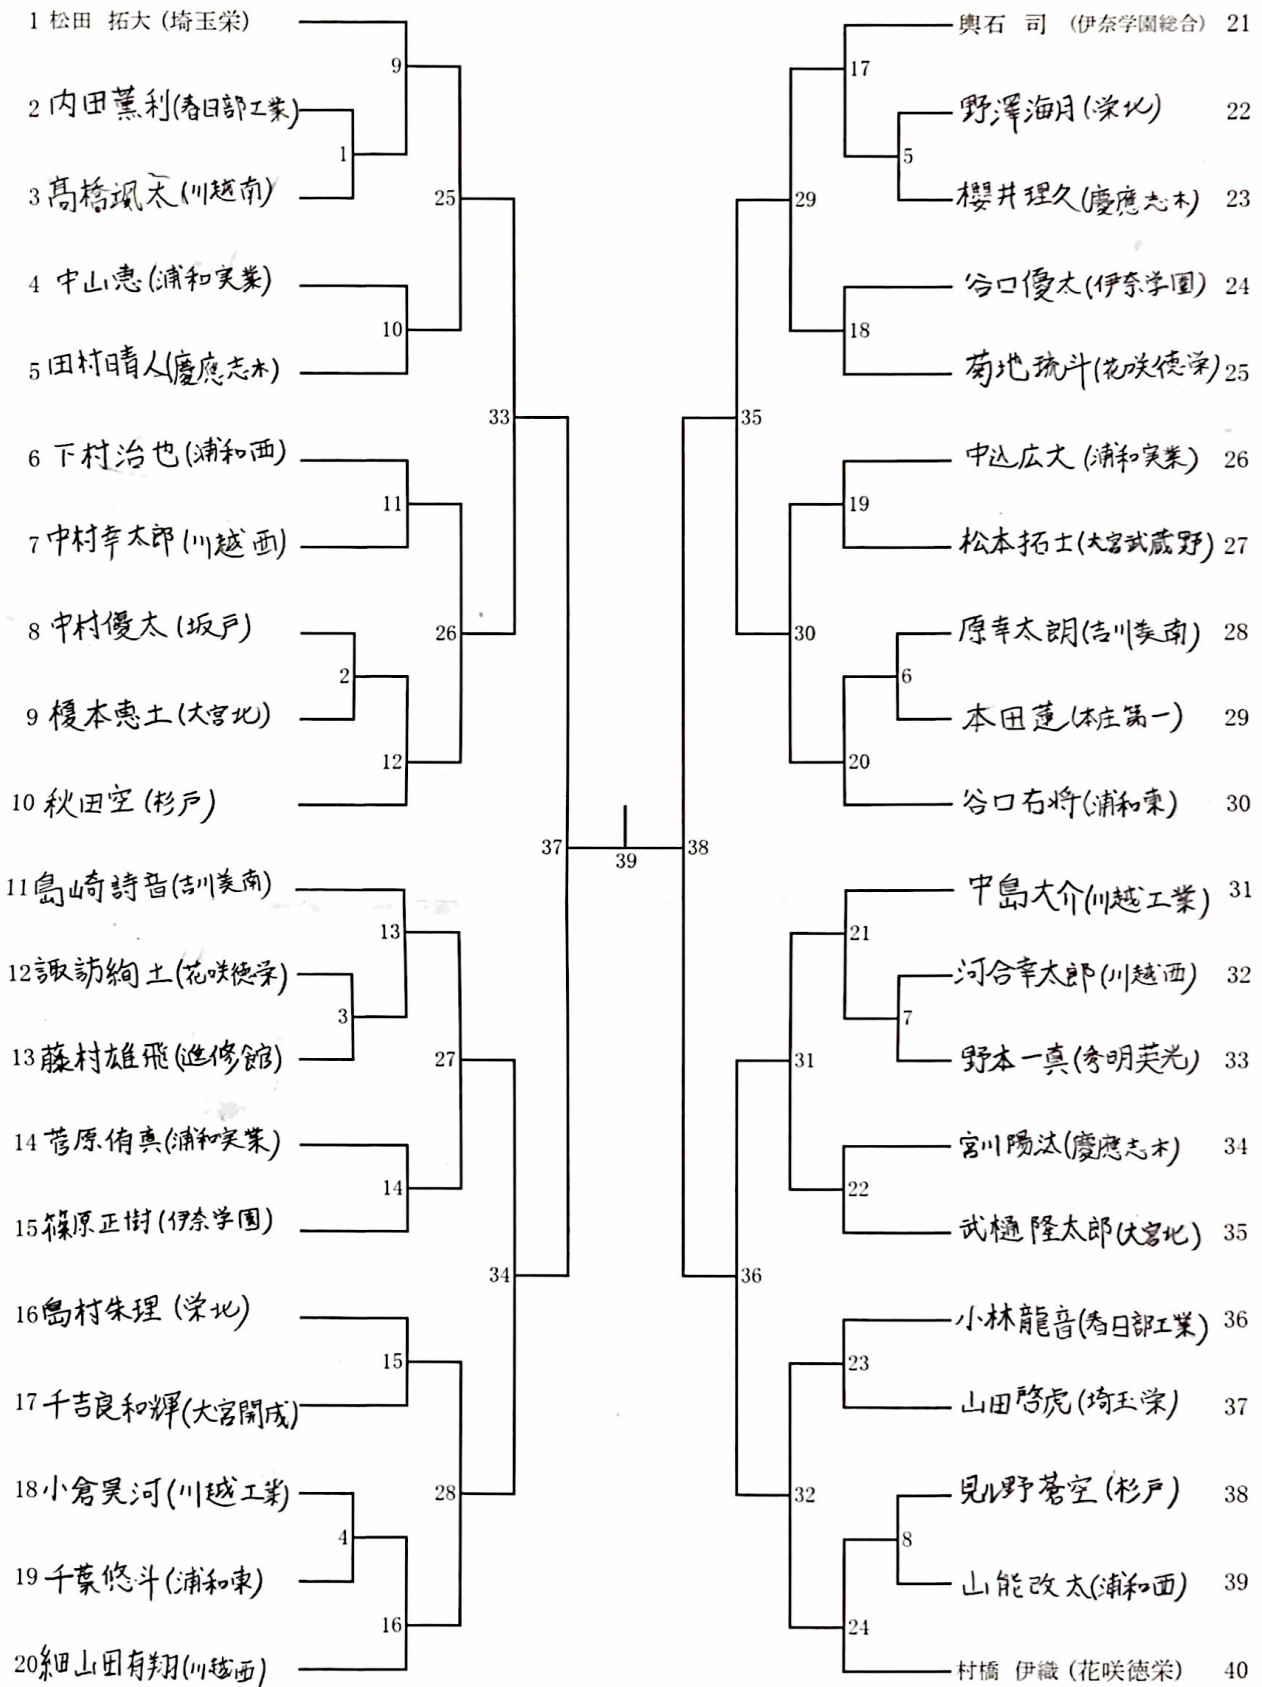 1 松田 拓大 (埼玉栄)
2 内田薫利(春日部工業)
3 髙橋颯太(川越南)
4 中山恵(浦和実業)
5 田村晴人(慶應志木)
6 下村治也(浦和西)
7 中村幸太郎(川越西)
8 中村優太(坂戸)
9 榎本恵土(大宮北)
10 秋田空(杉戸)
11 島崎詩音(吉川美南)
12 諏訪絢土(花咲徳栄)
13 藤村雄飛(進修館)
14 菅原侑真(浦和実業)
15 篠原正樹(伊奈学園)
16 島村朱理(栄北)
17 千吉良和輝(大宮開成)
18 小倉昊河(川越工業)
19 千葉悠斗(浦和東)
20 細山田有翔(川越西)
9
1
25
10
33
11
26
2
12
37
39
13
3
27
14
34
15
28
4
16
17
5
29
18
35
19
30
6
20
38
21
7
31
22
36
23
32
8
24
輿石 司 (伊奈学園総合) 21
野澤海月(栄北) 22
櫻井理久(慶應志木) 23
谷口優太(伊奈学園) 24
菊地琉斗(花咲徳栄) 25
中込広大(浦和実業) 26
松本拓士(大宮武蔵野) 27
原幸太朗(吉川美南) 28
本田蓮(本庄第一) 29
谷口右将(浦和東) 30
中島大介(川越工業) 31
河合幸太郎(川越西) 32
野本一真(秀明英光) 33
宮川陽汰(慶應志木) 34
武樋隆太郎(大宮北) 35
小林龍音(春日部工業) 36
山田啓虎(埼玉栄) 37
見ル野蒼空(杉戸) 38
山能改太(浦和西) 39
村橋 伊織 (花咲徳栄) 40